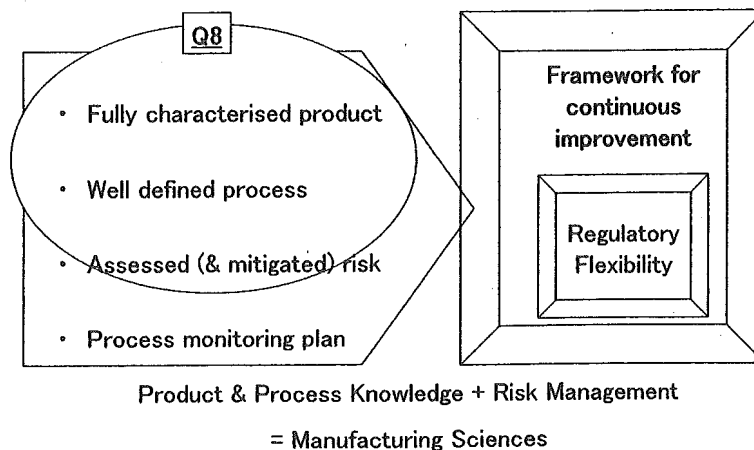 Q8
・ Fully characterised product
・ Well defined process
・ Assessed (& mitigated) risk
・ Process monitoring plan
Framework for
continuous
improvement
Regulatory
Flexibility
Product & Process Knowledge + Risk Management
= Manufacturing Sciences